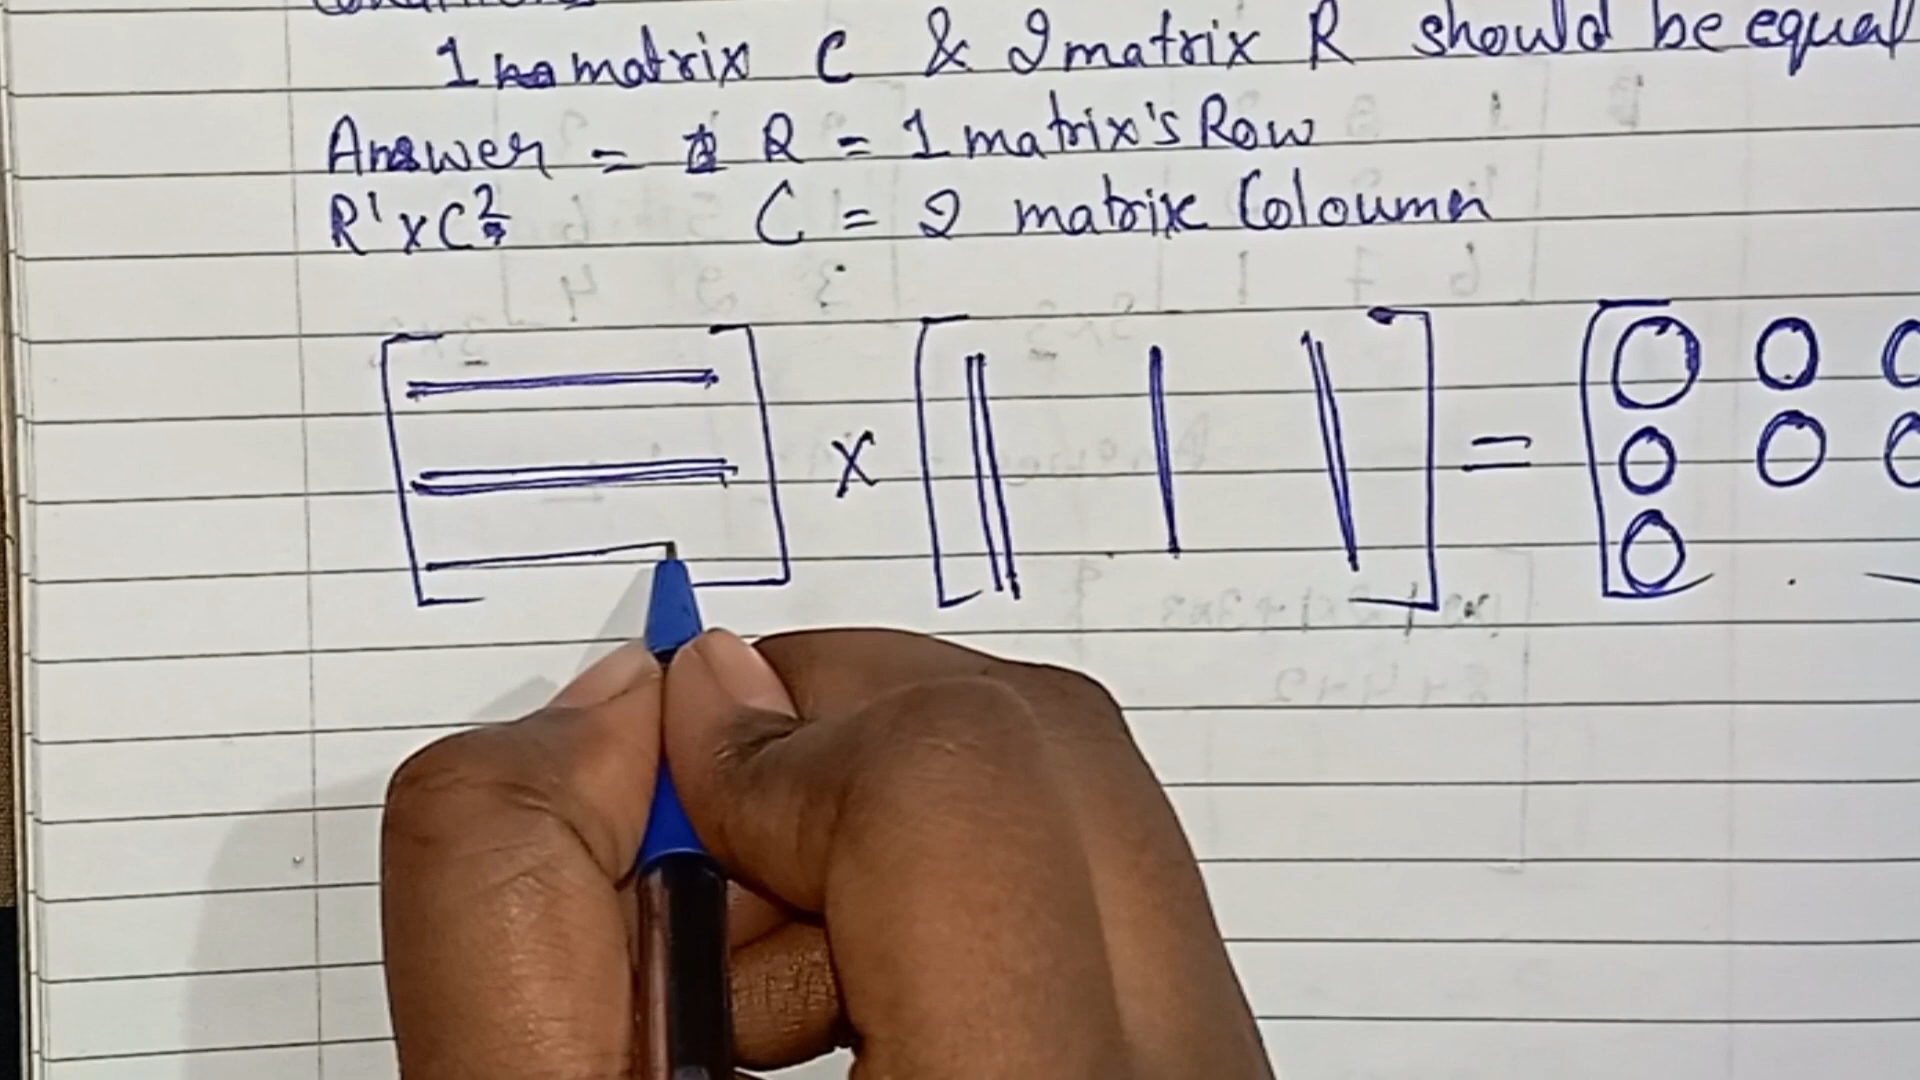 1 matrix C & 2 matrix R should be equal
Answer = R = 1 matrix's Row
R¹ x C² C = 2 matrix Coloumn
x =